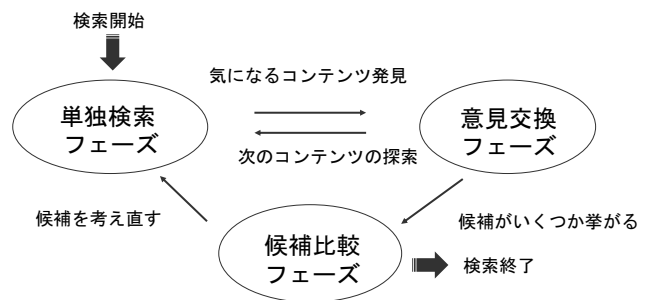 検索開始
気になるコンテンツ発見
単独検索
フェーズ
意見交換
フェーズ
次のコンテンツの探索
候補を考え直す
候補がいくつか挙がる
候補比較
フェーズ
検索終了